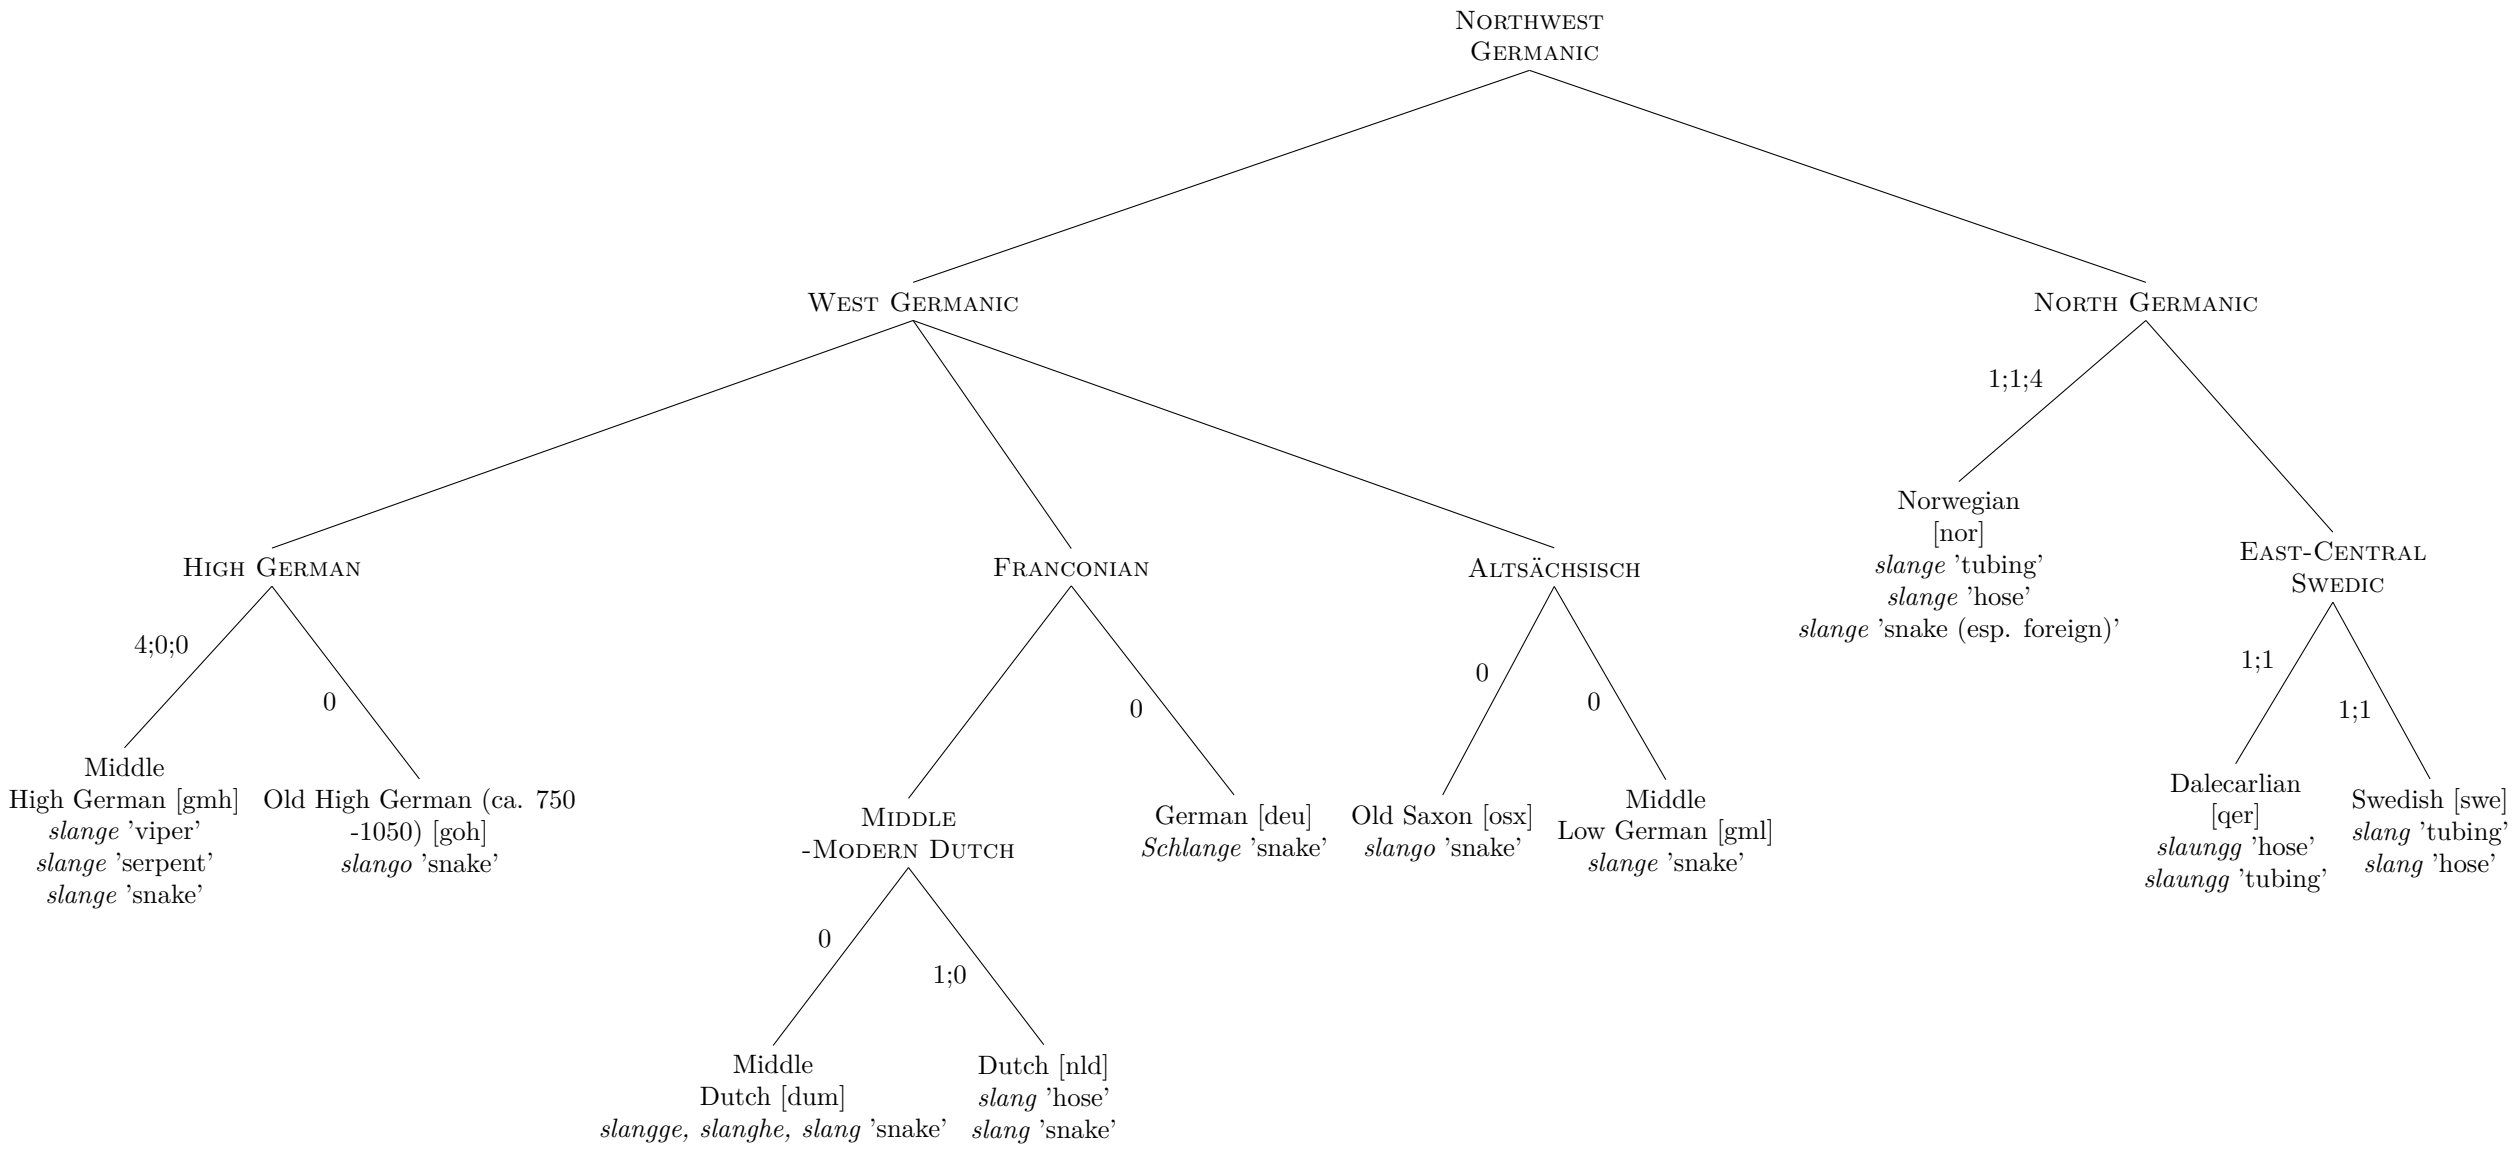 NORTHWEST
GERMANIC
WEST GERMANIC
NORTH GERMANIC
1;1;4
Norwegian
[nor]
slange 'tubing'
slange 'hose'
slange 'snake (esp. foreign)'
EAST-CENTRAL
SWEDIC
HIGH GERMAN
FRANCONIAN
ALTSÄCHSISCH
4;0;0
0
0
0
0
1;1
1;1
Middle
High German [gmh]
slange 'viper'
slange 'serpent'
slange 'snake'
Old High German (ca. 750
-1050) [goh]
slango 'snake'
MIDDLE
-MODERN DUTCH
German [deu]
Schlange 'snake'
Old Saxon [osx]
slango 'snake'
Middle
Low German [gml]
slange 'snake'
Dalecarlian
[qer]
slaungg 'hose'
slaungg 'tubing'
Swedish [swe]
slang 'tubing'
slang 'hose'
0
1;0
Middle
Dutch [dum]
slangge, slanghe, slang 'snake'
Dutch [nld]
slang 'hose'
slang 'snake'